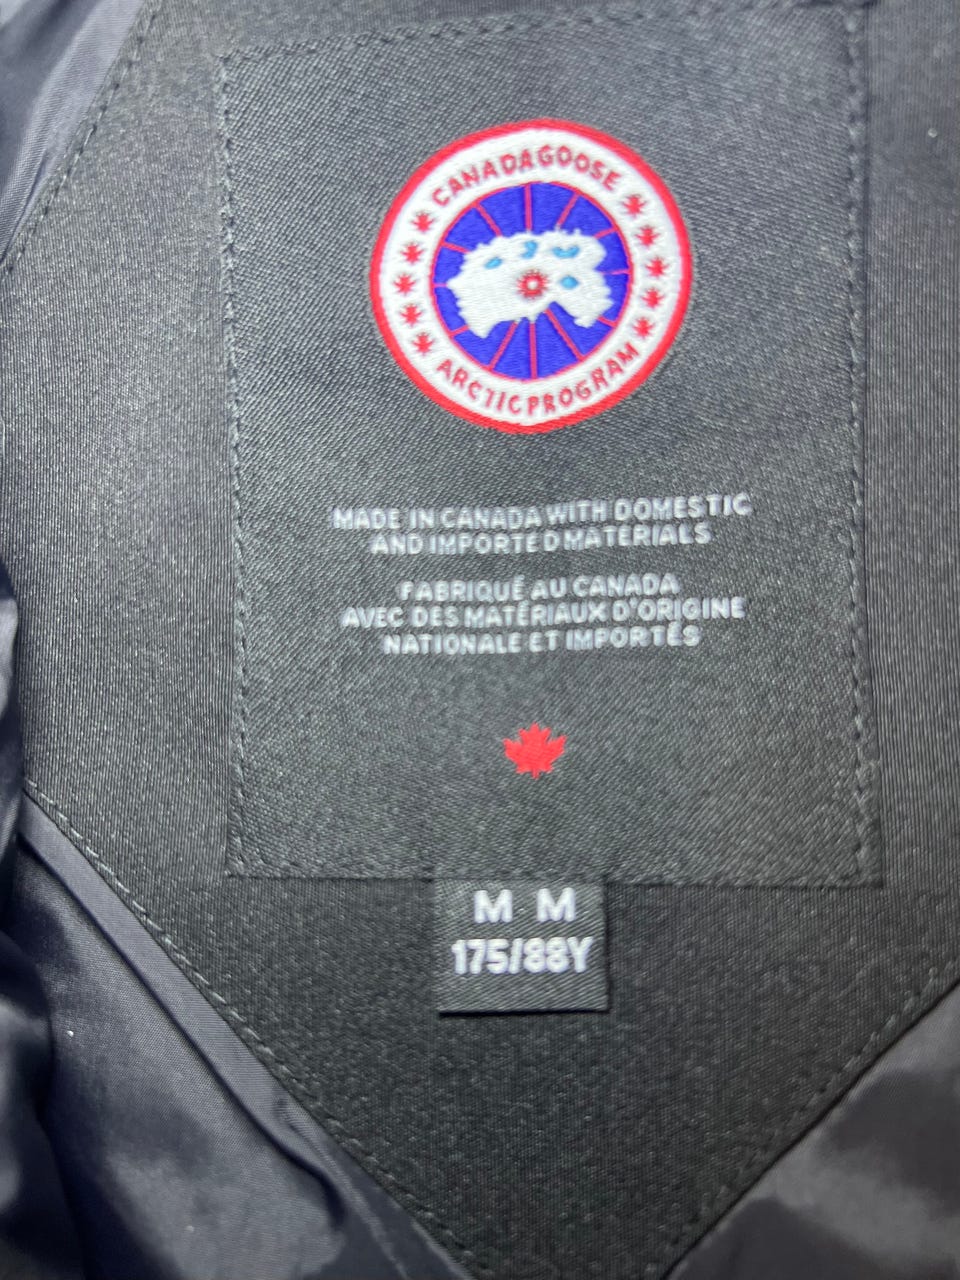 CANADA GOOSE
ARCTIC PROGRAM
MADE IN CANADA WITH DOMESTIC
AND IMPORTED MATERIALS
FABRIQUÉ AU CANADA
AVEC DES MATÉRIAUX D'ORIGINE
NATIONALE ET IMPORTÉS
M M
175/88Y